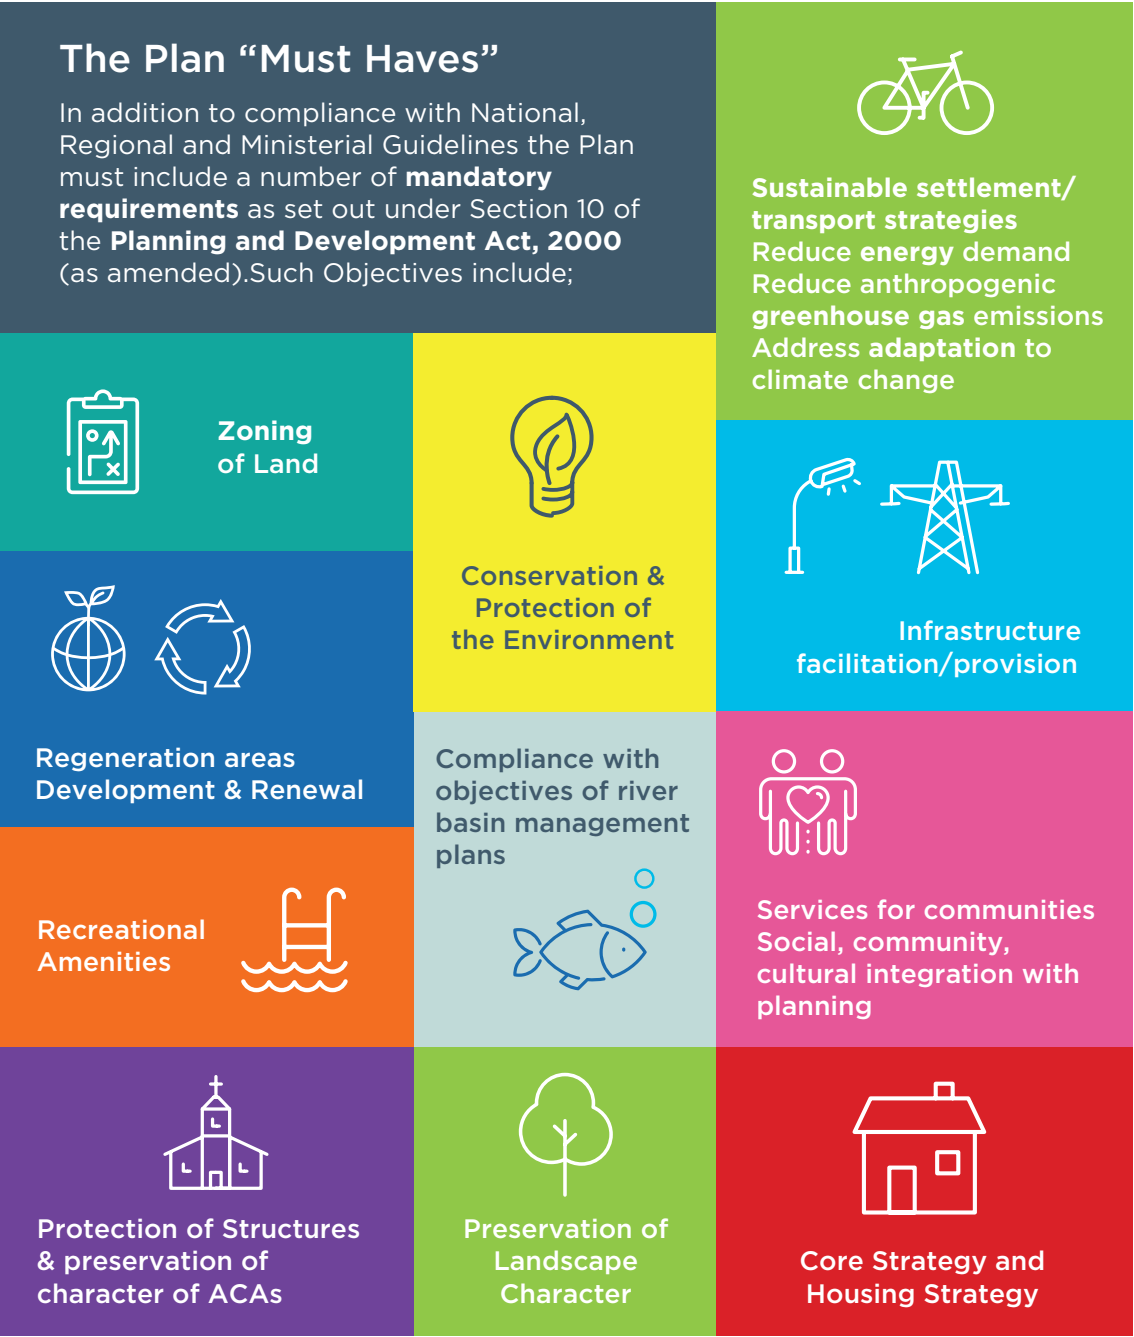 The Plan “Must Haves”
In addition to compliance with National,
Regional and Ministerial Guidelines the Plan
must include a number of mandatory
requirements as set out under Section 10 of
the Planning and Development Act, 2000
(as amended).Such Objectives include;
Sustainable settlement/
transport strategies
Reduce energy demand
Reduce anthropogenic
greenhouse gas emissions
Address adaptation to
climate change
Zoning
of Land
Conservation &
Protection of
the Environment
Infrastructure
facilitation/provision
Regeneration areas
Development & Renewal
Compliance with
objectives of river
basin management
plans
Services for communities
Social, community,
cultural integration with
planning
Recreational
Amenities
Protection of Structures
& preservation of
character of ACAs
Preservation of
Landscape
Character
Core Strategy and
Housing Strategy